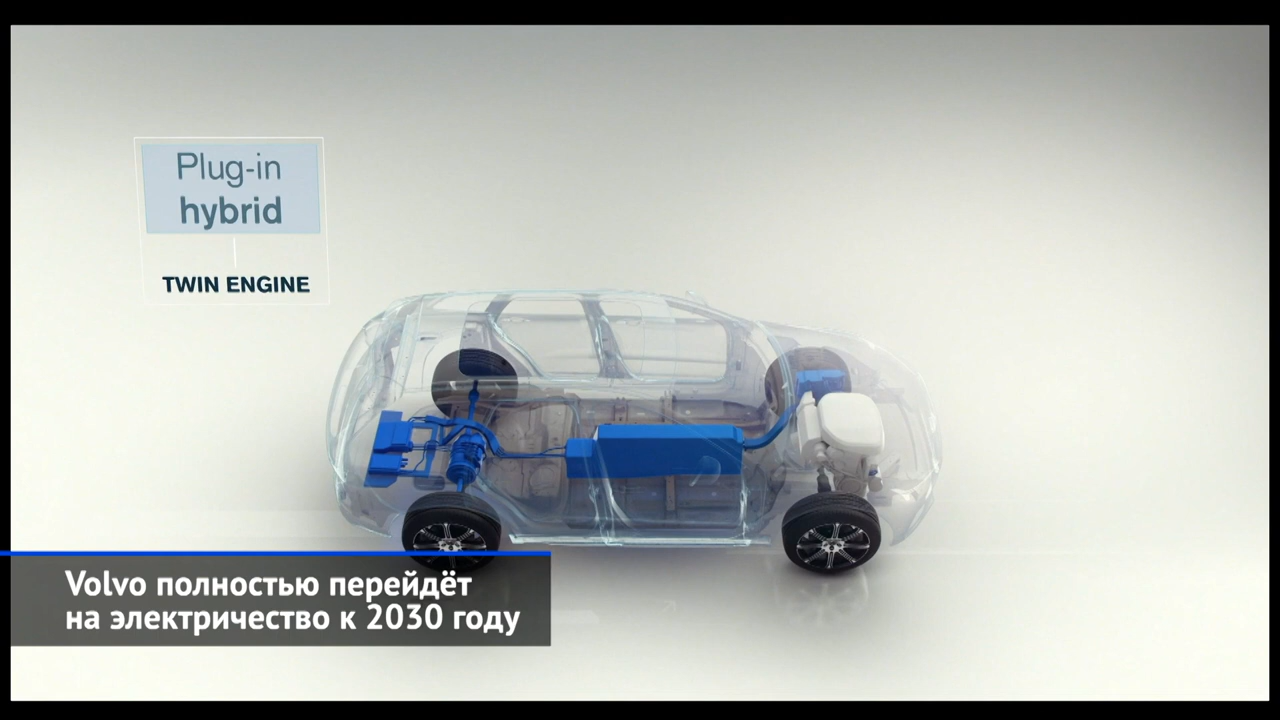 Plug-in
hybrid
TWIN ENGINE
Volvo полностью перейдёт
на электричество к 2030 году